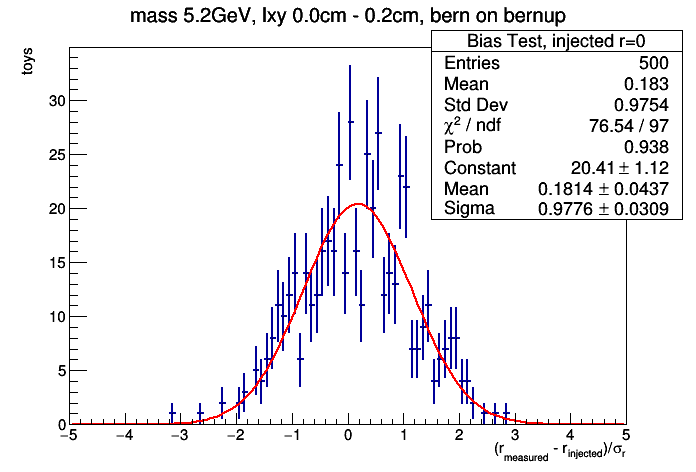 mass 5.2GeV, lxy 0.0cm - 0.2cm, bern on bernup
Bias Test, injected r=0
Entries 500
Mean 0.183
Std Dev 0.9754
χ² / ndf 76.54 / 97
Prob 0.938
Constant 20.41 ± 1.12
Mean 0.1814 ± 0.0437
Sigma 0.9776 ± 0.0309
toys
30
25
20
15
10
5
0
−5 −4 −3 −2 −1 0 1 2 3 4 5
(r_measured - r_injected)/σ_r